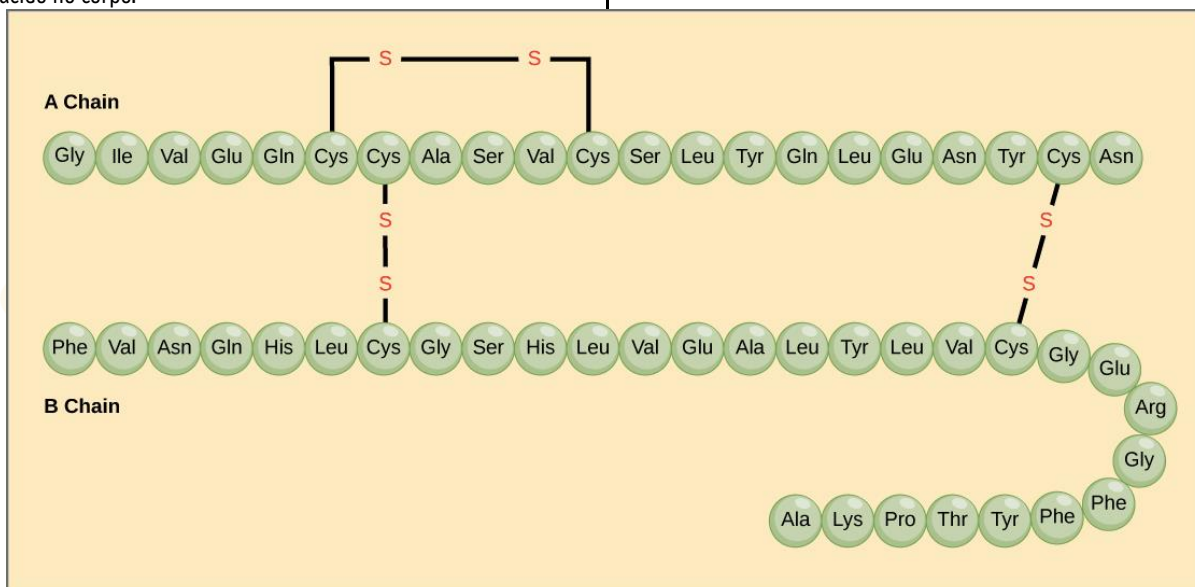 no corpo.
S S
A Chain
Gly Ile Val Glu Gln Cys Cys Ala Ser Val Cys Ser Leu Tyr Gln Leu Glu Asn Tyr Cys Asn
S S
S S
Phe Val Asn Gln His Leu Cys Gly Ser His Leu Val Glu Ala Leu Tyr Leu Val Cys Gly Glu
B Chain
Arg
Gly
Ala Lys Pro Thr Tyr Phe Phe